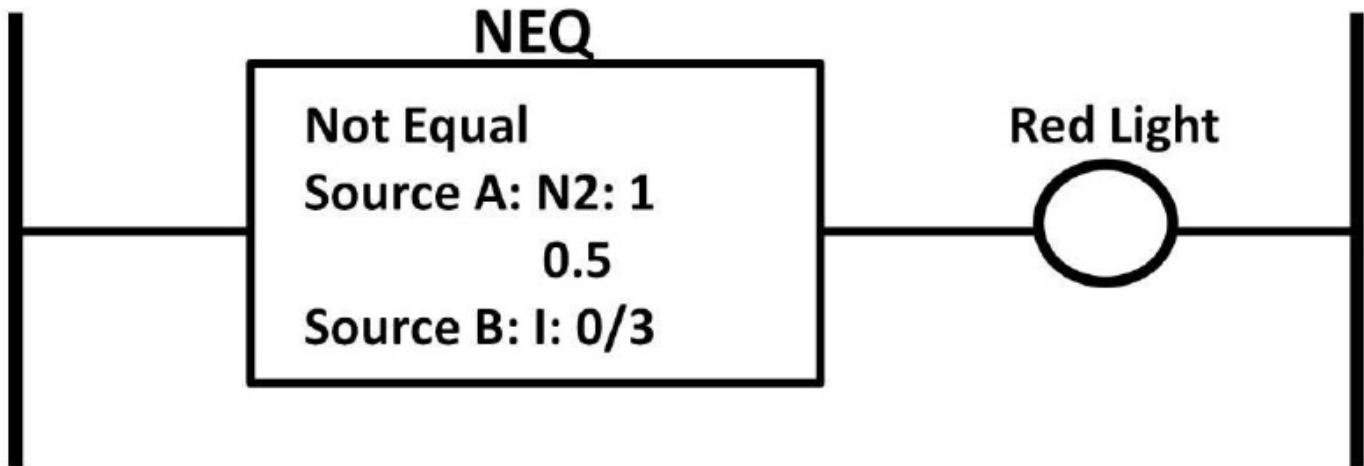 NEQ
Not Equal
Source A: N2: 1
0.5
Source B: I: 0/3
Red Light